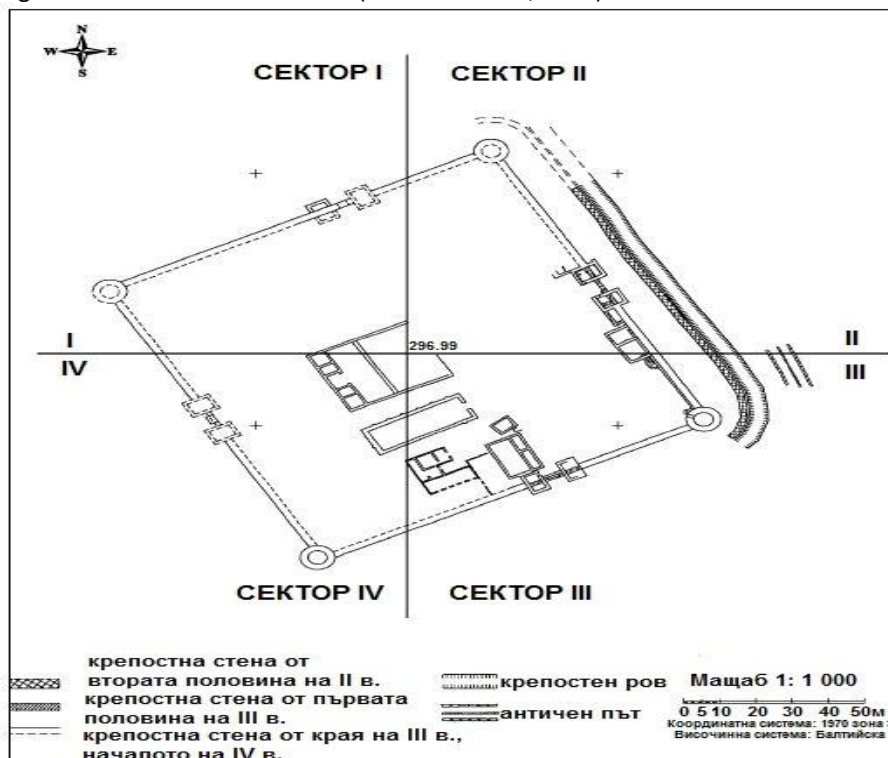 N
W E
S
СЕКТОР I СЕКТОР II
296.99
I II
IV III
СЕКТОР IV СЕКТОР III
крепостна стена от
втората половина на II в.
крепостна стена от първата
половина на III в.
крепостна стена от края на III в.,
началото на IV в.
крепостен ров
античен път
Мащаб 1: 1 000
0 5 10 20 30 40 50м
Координатна система: 1970 зона
Височинна система: Балтийска